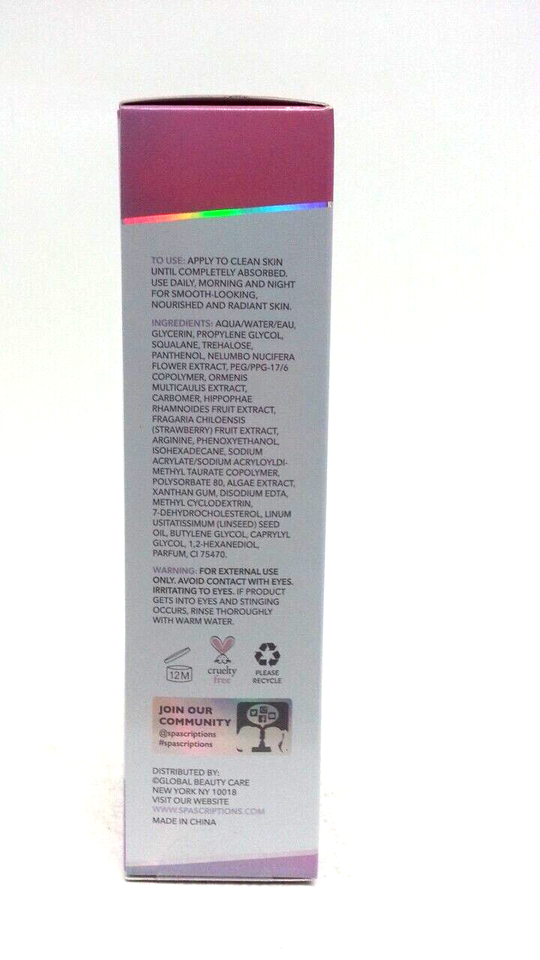 TO USE: APPLY TO CLEAN SKIN
UNTIL COMPLETELY ABSORBED.
USE DAILY, MORNING AND NIGHT
FOR SMOOTH-LOOKING,
NOURISHED AND RADIANT SKIN.
INGREDIENTS: AQUA/WATER/EAU,
GLYCERIN, PROPYLENE GLYCOL,
SQUALANE, TREHALOSE,
PANTHENOL, NELUMBO NUCIFERA
FLOWER EXTRACT, PEG/PPG-17/6
COPOLYMER, ORMENIS
MULTICAULIS EXTRACT,
CARBOMER, HIPPOPHAE
RHAMNOIDES FRUIT EXTRACT,
FRAGARIA CHILOENSIS
(STRAWBERRY) FRUIT EXTRACT,
ARGININE, PHENOXYETHANOL,
ISOHEXADECANE, SODIUM
ACRYLATE/SODIUM ACRYLOYLDI-
METHYL TAURATE COPOLYMER,
POLYSORBATE 80, ALGAE EXTRACT,
XANTHAN GUM, DISODIUM EDTA,
METHYL CYCLODEXTRIN,
7-DEHYDROCHOLESTEROL, LINUM
USITATISSIMUM (LINSEED) SEED
OIL, BUTYLENE GLYCOL, CAPRYLYL
GLYCOL, 1,2-HEXANEDIOL,
PARFUM, CI 75470.
WARNING: FOR EXTERNAL USE
ONLY. AVOID CONTACT WITH EYES.
IRRITATING TO EYES. IF PRODUCT
GETS INTO EYES AND STINGING
OCCURS, RINSE THOROUGHLY
WITH WARM WATER.
12M
cruelty
free
PLEASE
RECYCLE
JOIN OUR
COMMUNITY
@spascriptions
#spascriptions
DISTRIBUTED BY:
©GLOBAL BEAUTY CARE
NEW YORK NY 10018
VISIT OUR WEBSITE
WWW.SPASCRIPTIONS.COM
MADE IN CHINA